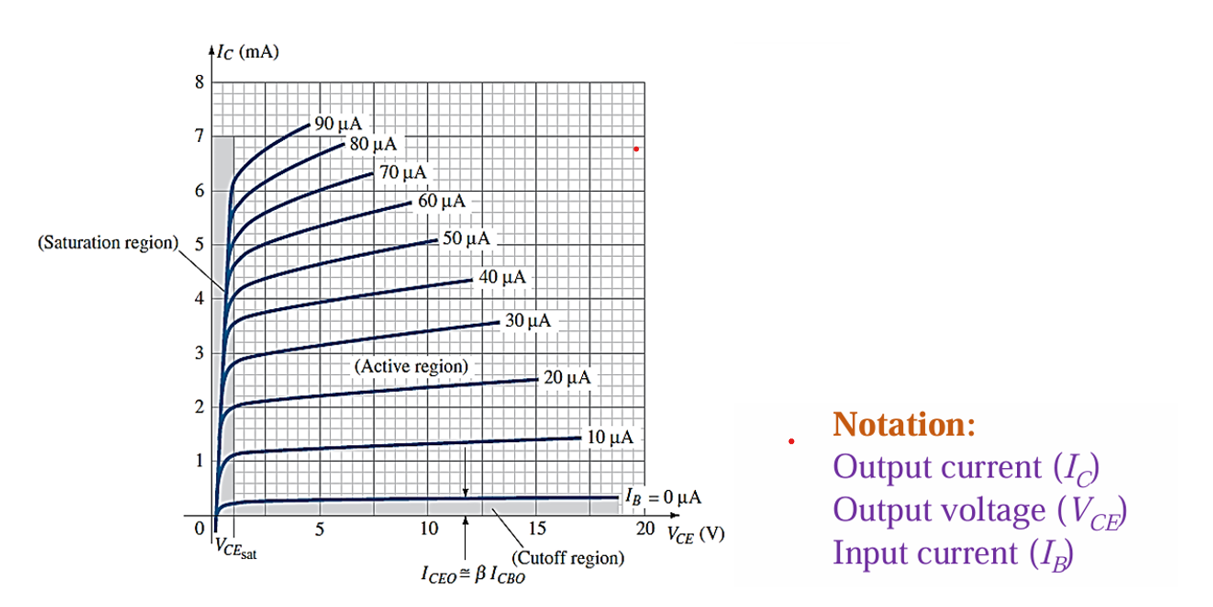 I_C (mA)
8
7
6
5
4
3
2
1
0
90 μA
80 μA
70 μA
60 μA
50 μA
40 μA
30 μA
20 μA
10 μA
I_B = 0 μA
(Saturation region)
(Active region)
(Cutoff region)
5
10
15
20
V_CE (V)
V_CEsat
I_CEO ≅ β I_CBO
Notation:
Output current (I_C)
Output voltage (V_CE)
Input current (I_B)